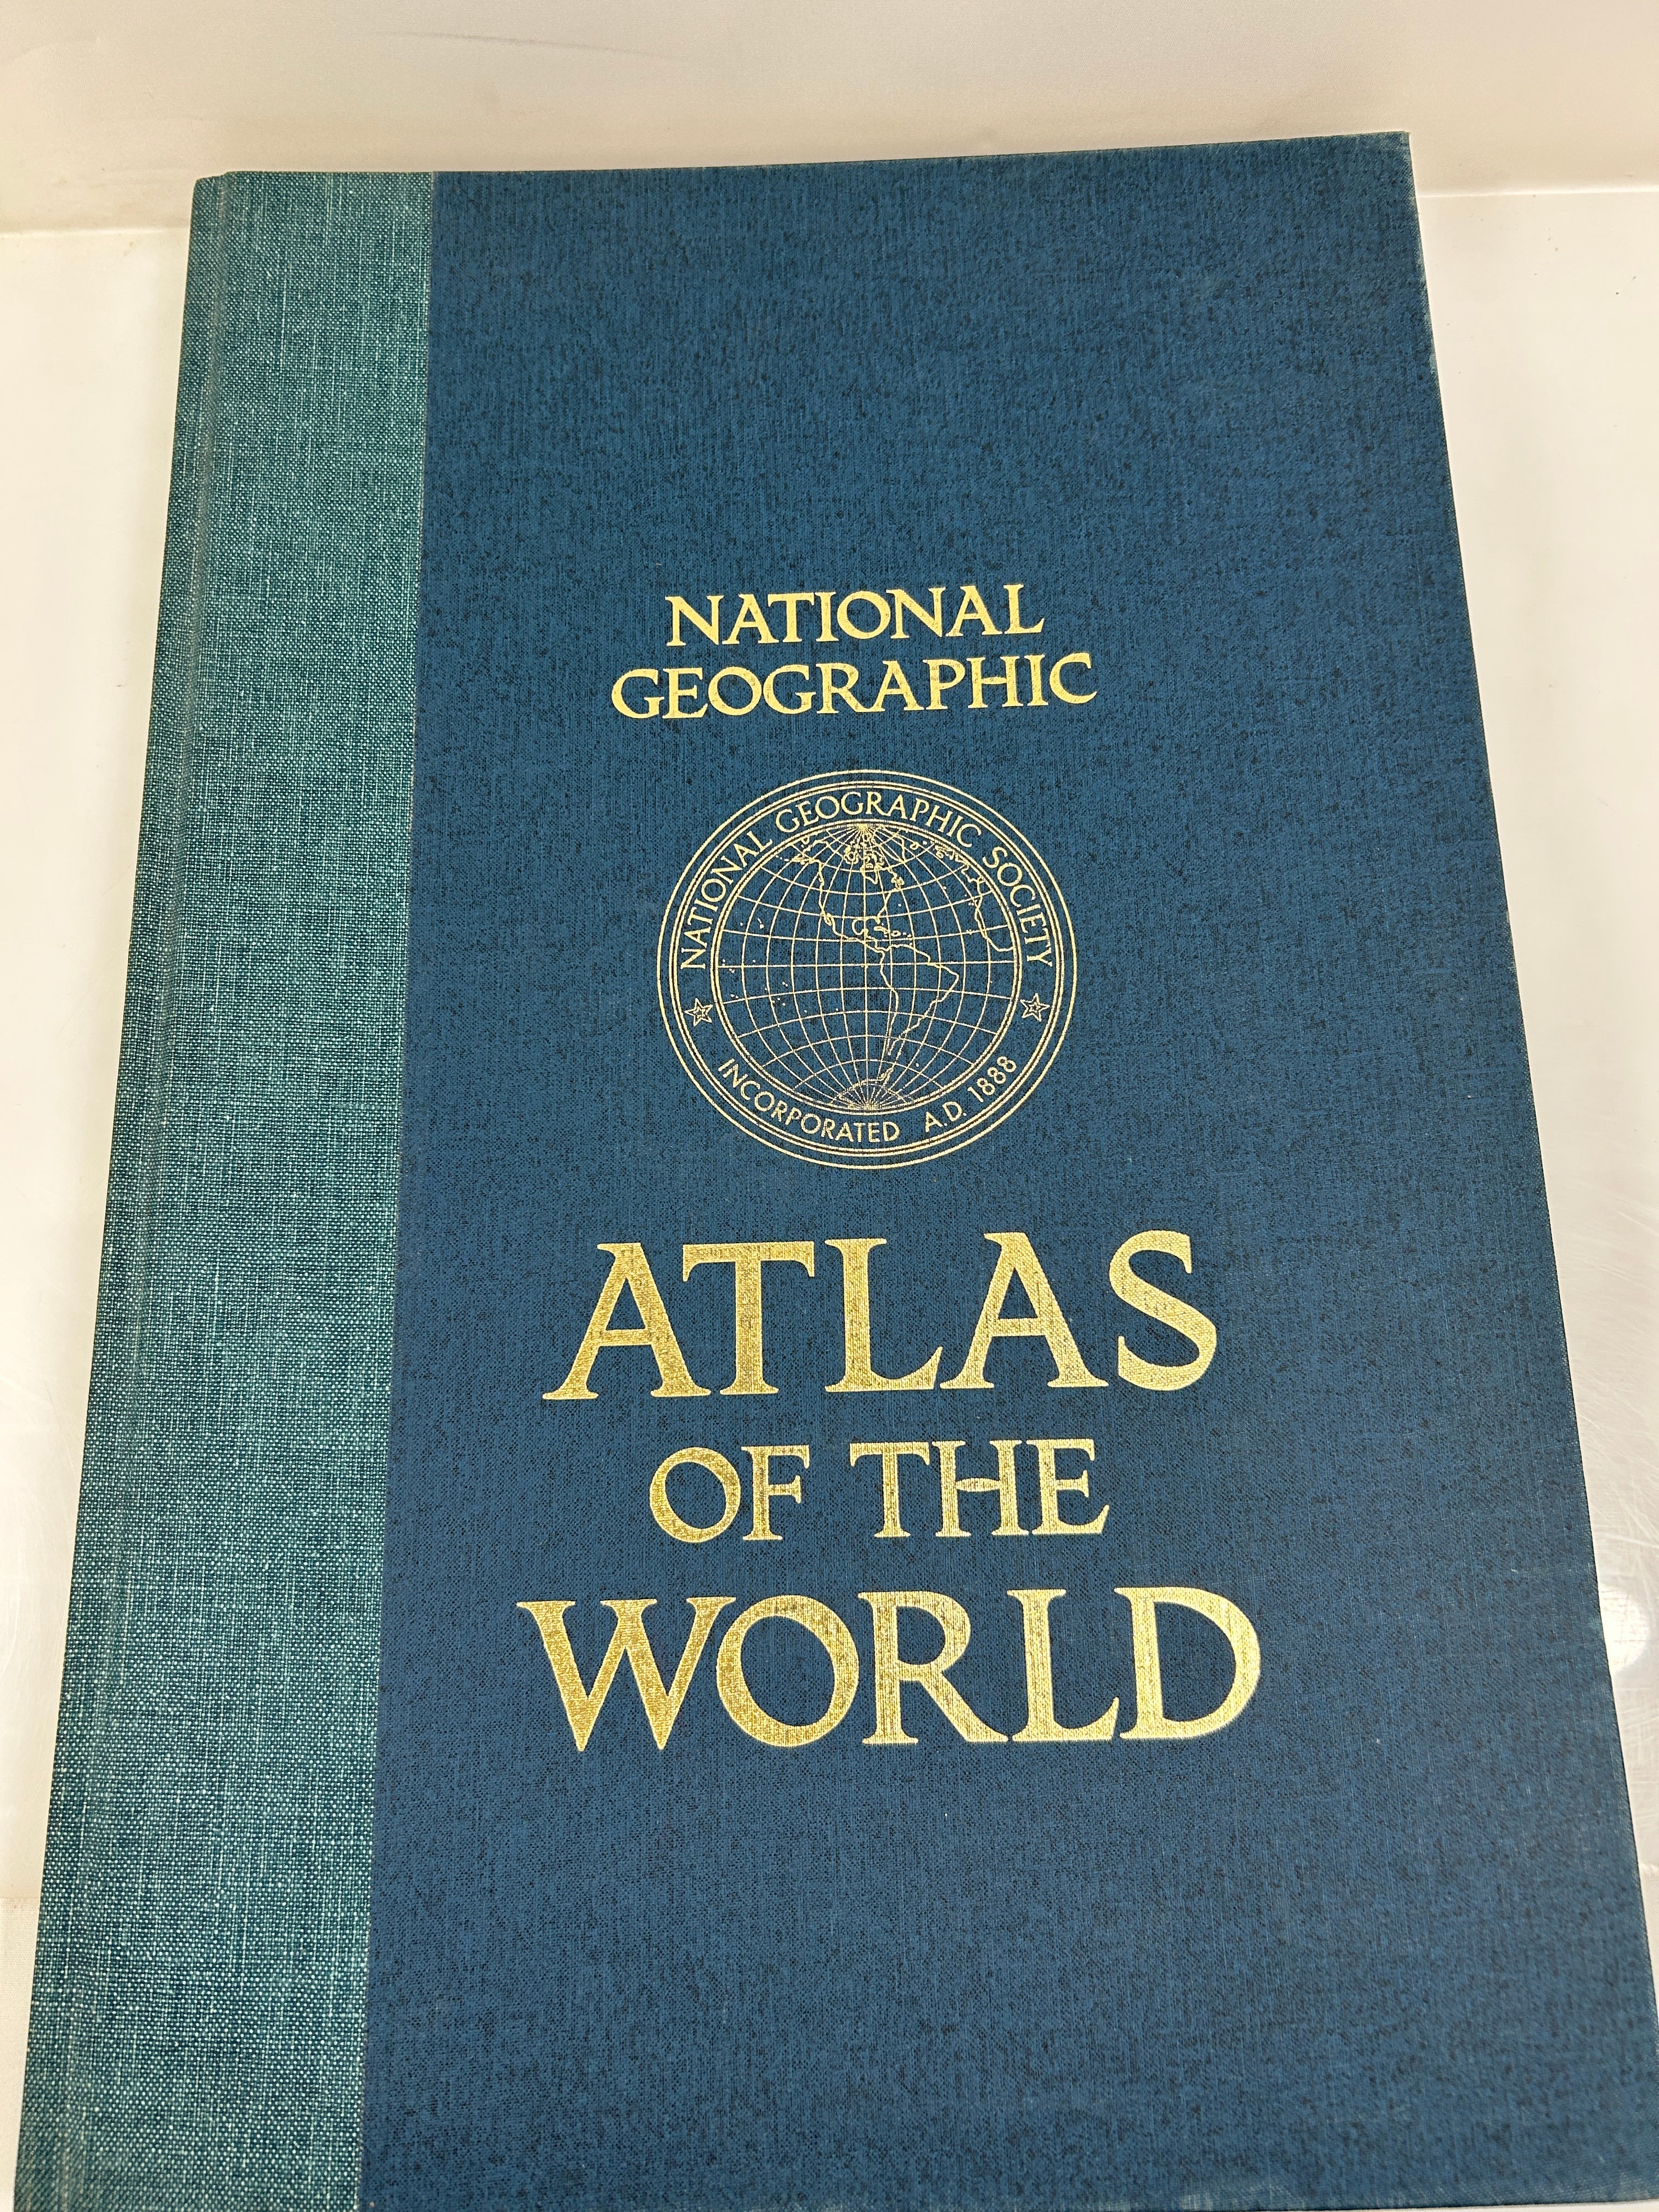 NATIONAL
GEOGRAPHIC
NATIONAL GEOGRAPHIC SOCIETY
INCORPORATED A.D. 1888
ATLAS
OF THE
WORLD